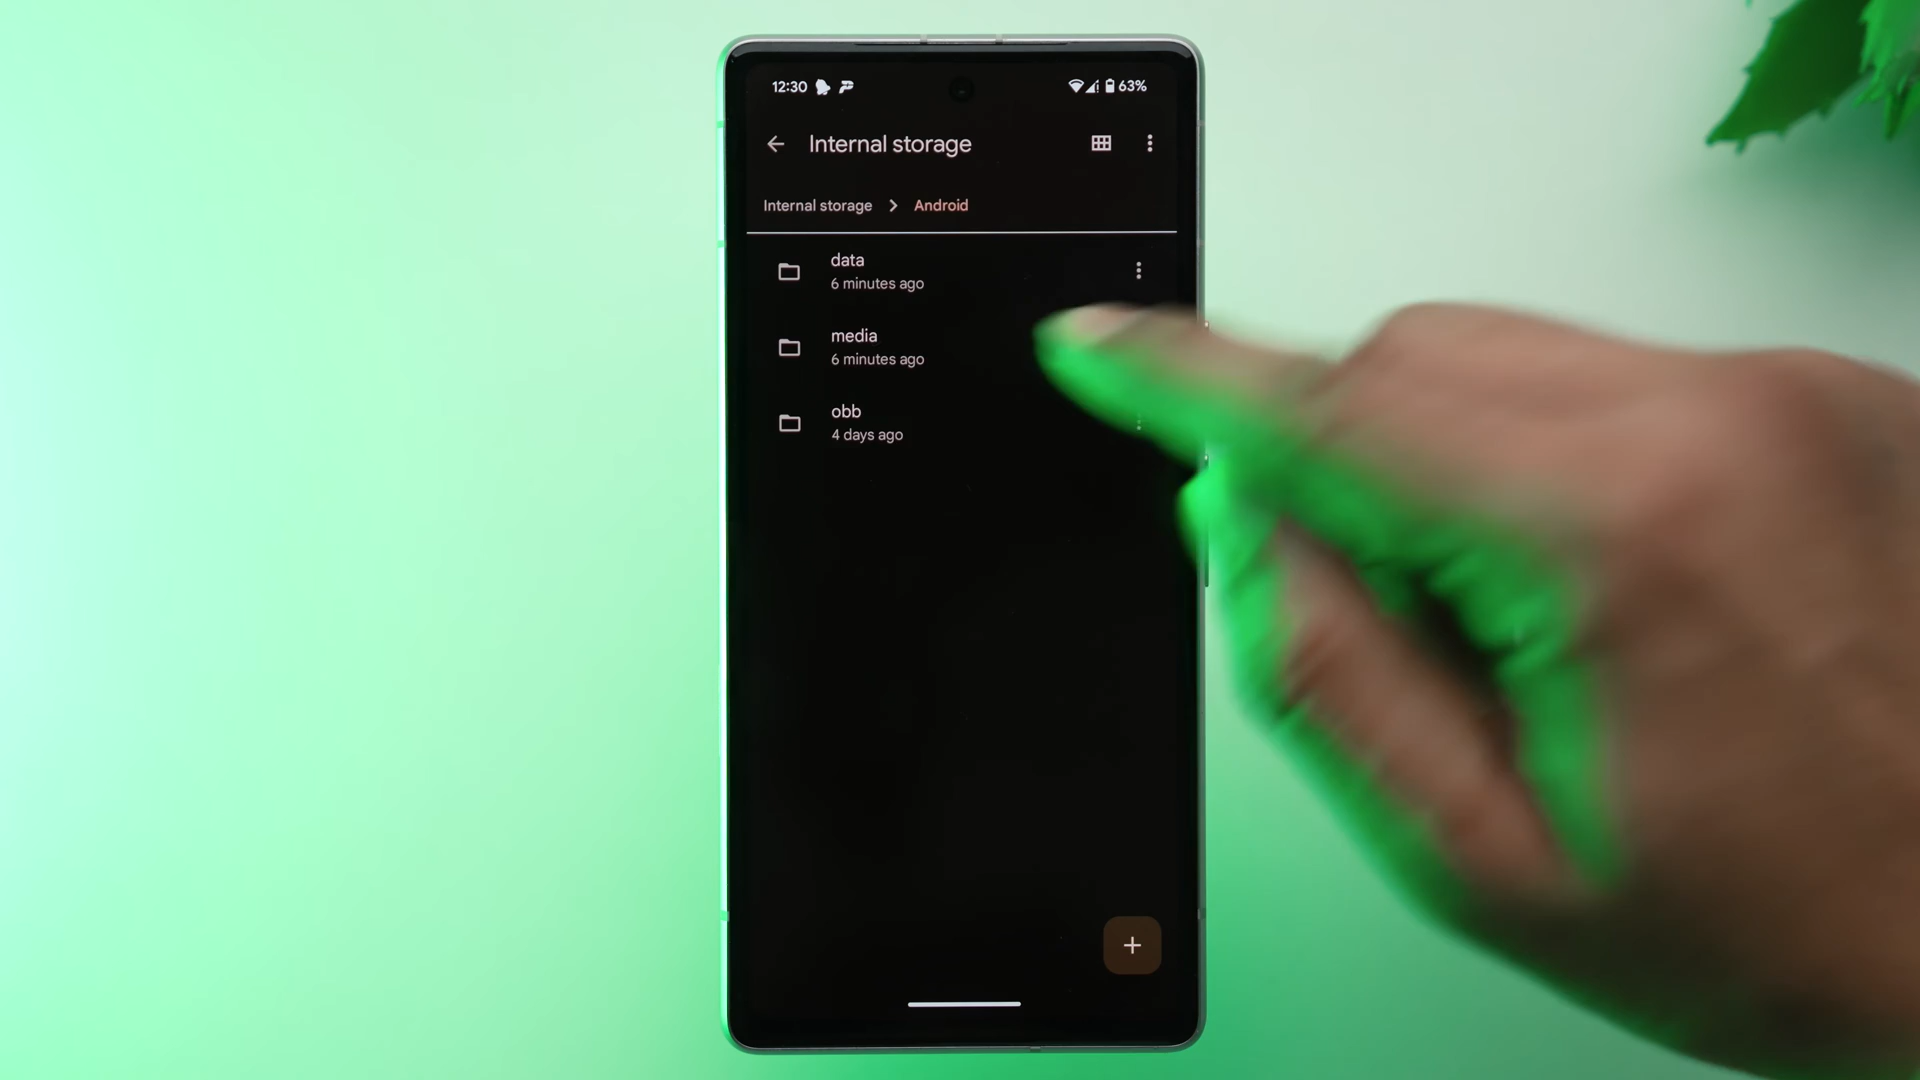 12:30 63%
Internal storage
Internal storage > Android
data
6 minutes ago
media
6 minutes ago
obb
4 days ago